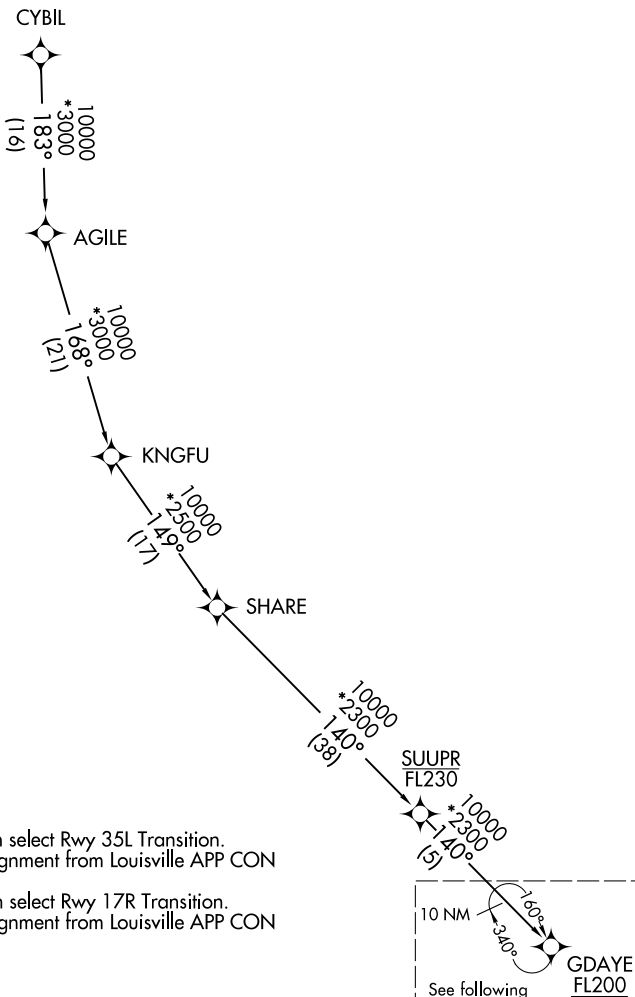 CYBIL
10000
*3000
183°
(16)
AGILE
10000
*3000
168°
(21)
KNGFU
10000
*2500
149°
(17)
SHARE
10000
*2300
140°
(38)
SUUPR
FL230
10000
*2300
140°
(5)
select Rwy 35L Transition.
gnment from Louisville APP CON
select Rwy 17R Transition.
gnment from Louisville APP CON
10 NM
160°
340°
GDAYE
FL200
See following